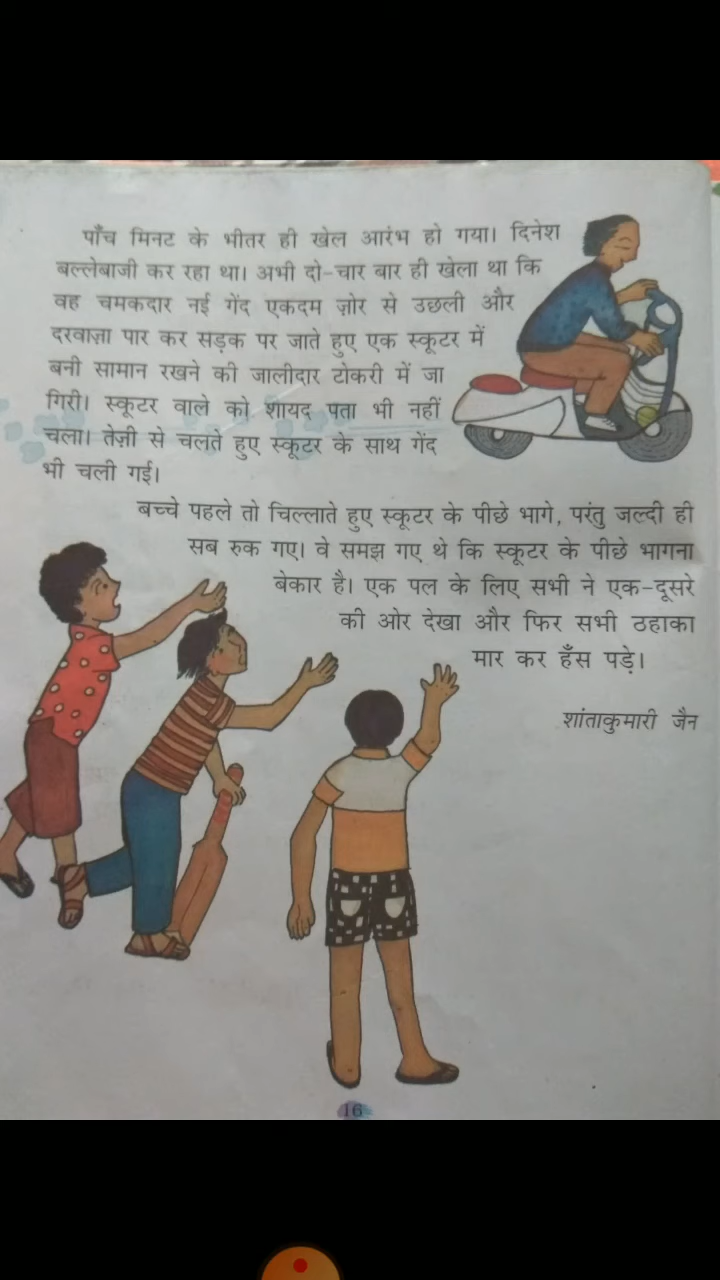 पाँच मिनट के भीतर ही खेल आरंभ हो गया। दिनेश
बल्लेबाजी कर रहा था। अभी दो-चार बार ही खेला था कि
वह चमकदार नई गेंद एकदम ज़ोर से उछली और
दरवाज़ा पार कर सड़क पर जाते हुए एक स्कूटर में
बनी सामान रखने की जालीदार टोकरी में जा
गिरी। स्कूटर वाले को शायद पता भी नहीं
चला। तेज़ी से चलते हुए स्कूटर के साथ गेंद
भी चली गई।
बच्चे पहले तो चिल्लाते हुए स्कूटर के पीछे भागे, परंतु जल्दी ही
सब रुक गए। वे समझ गए थे कि स्कूटर के पीछे भागना
बेकार है। एक पल के लिए सभी ने एक-दूसरे
की ओर देखा और फिर सभी ठहाका
मार कर हँस पड़े।
शांताकुमारी जैन
16